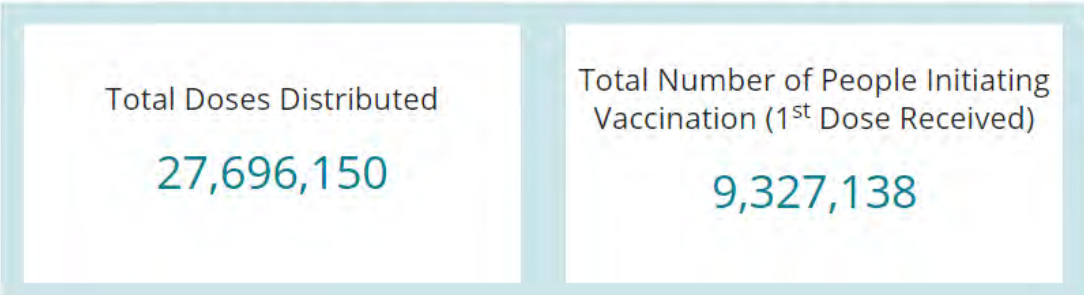 Total Doses Distributed
27,696,150
Total Number of People Initiating
Vaccination (1st Dose Received)
9,327,138